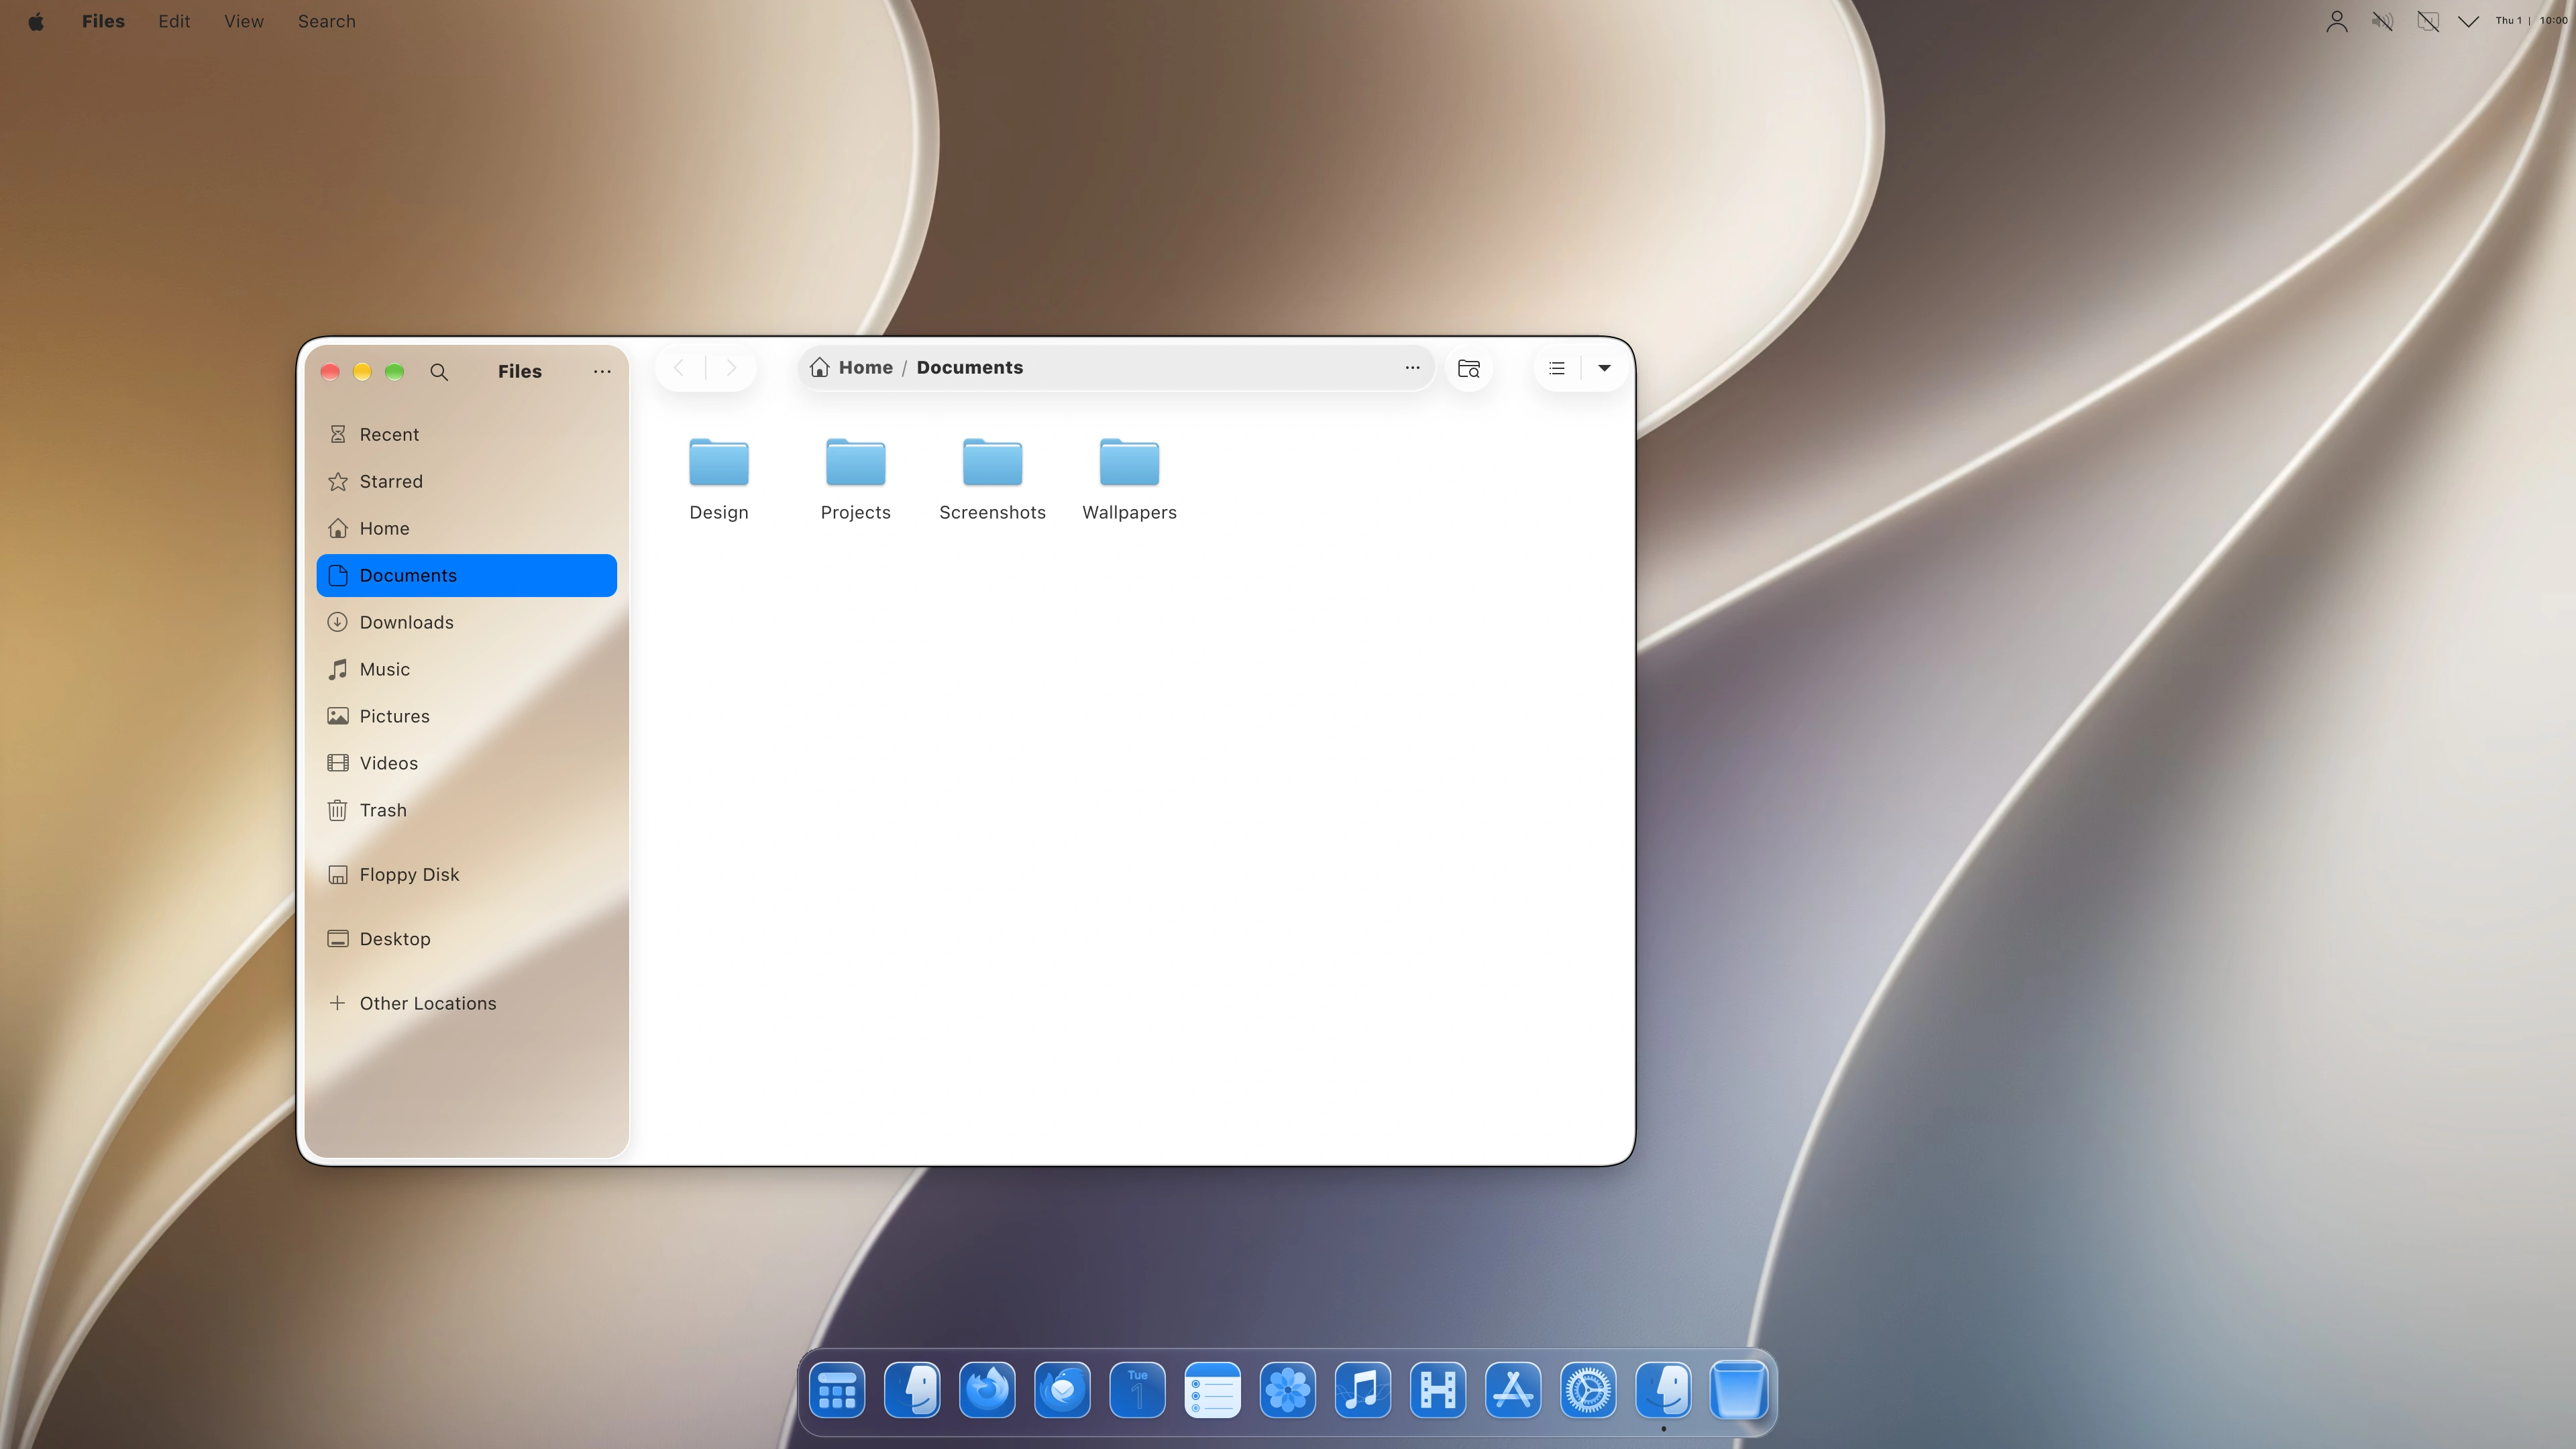 Files Edit View Search
Thu 1 | 10:00
Files
Home / Documents
Recent
Starred
Home
Documents
Downloads
Music
Pictures
Videos
Trash
Floppy Disk
Desktop
Other Locations
Design Projects Screenshots Wallpapers
Tue
1